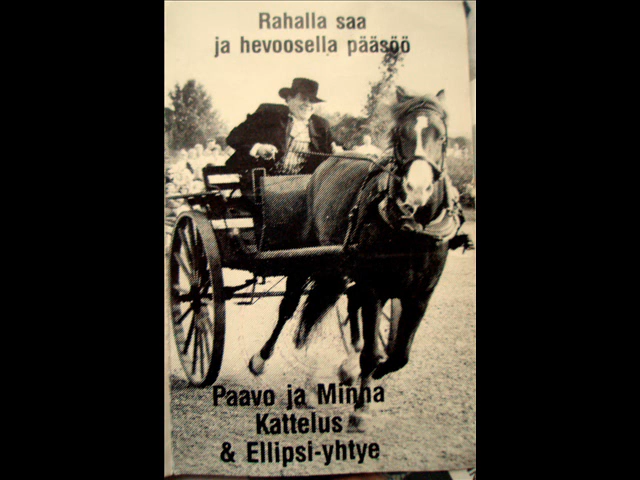 Rahalla saa
ja hevoosella pääsöö
Paavo ja Minna
Kattelus
& Ellipsi-yhtye